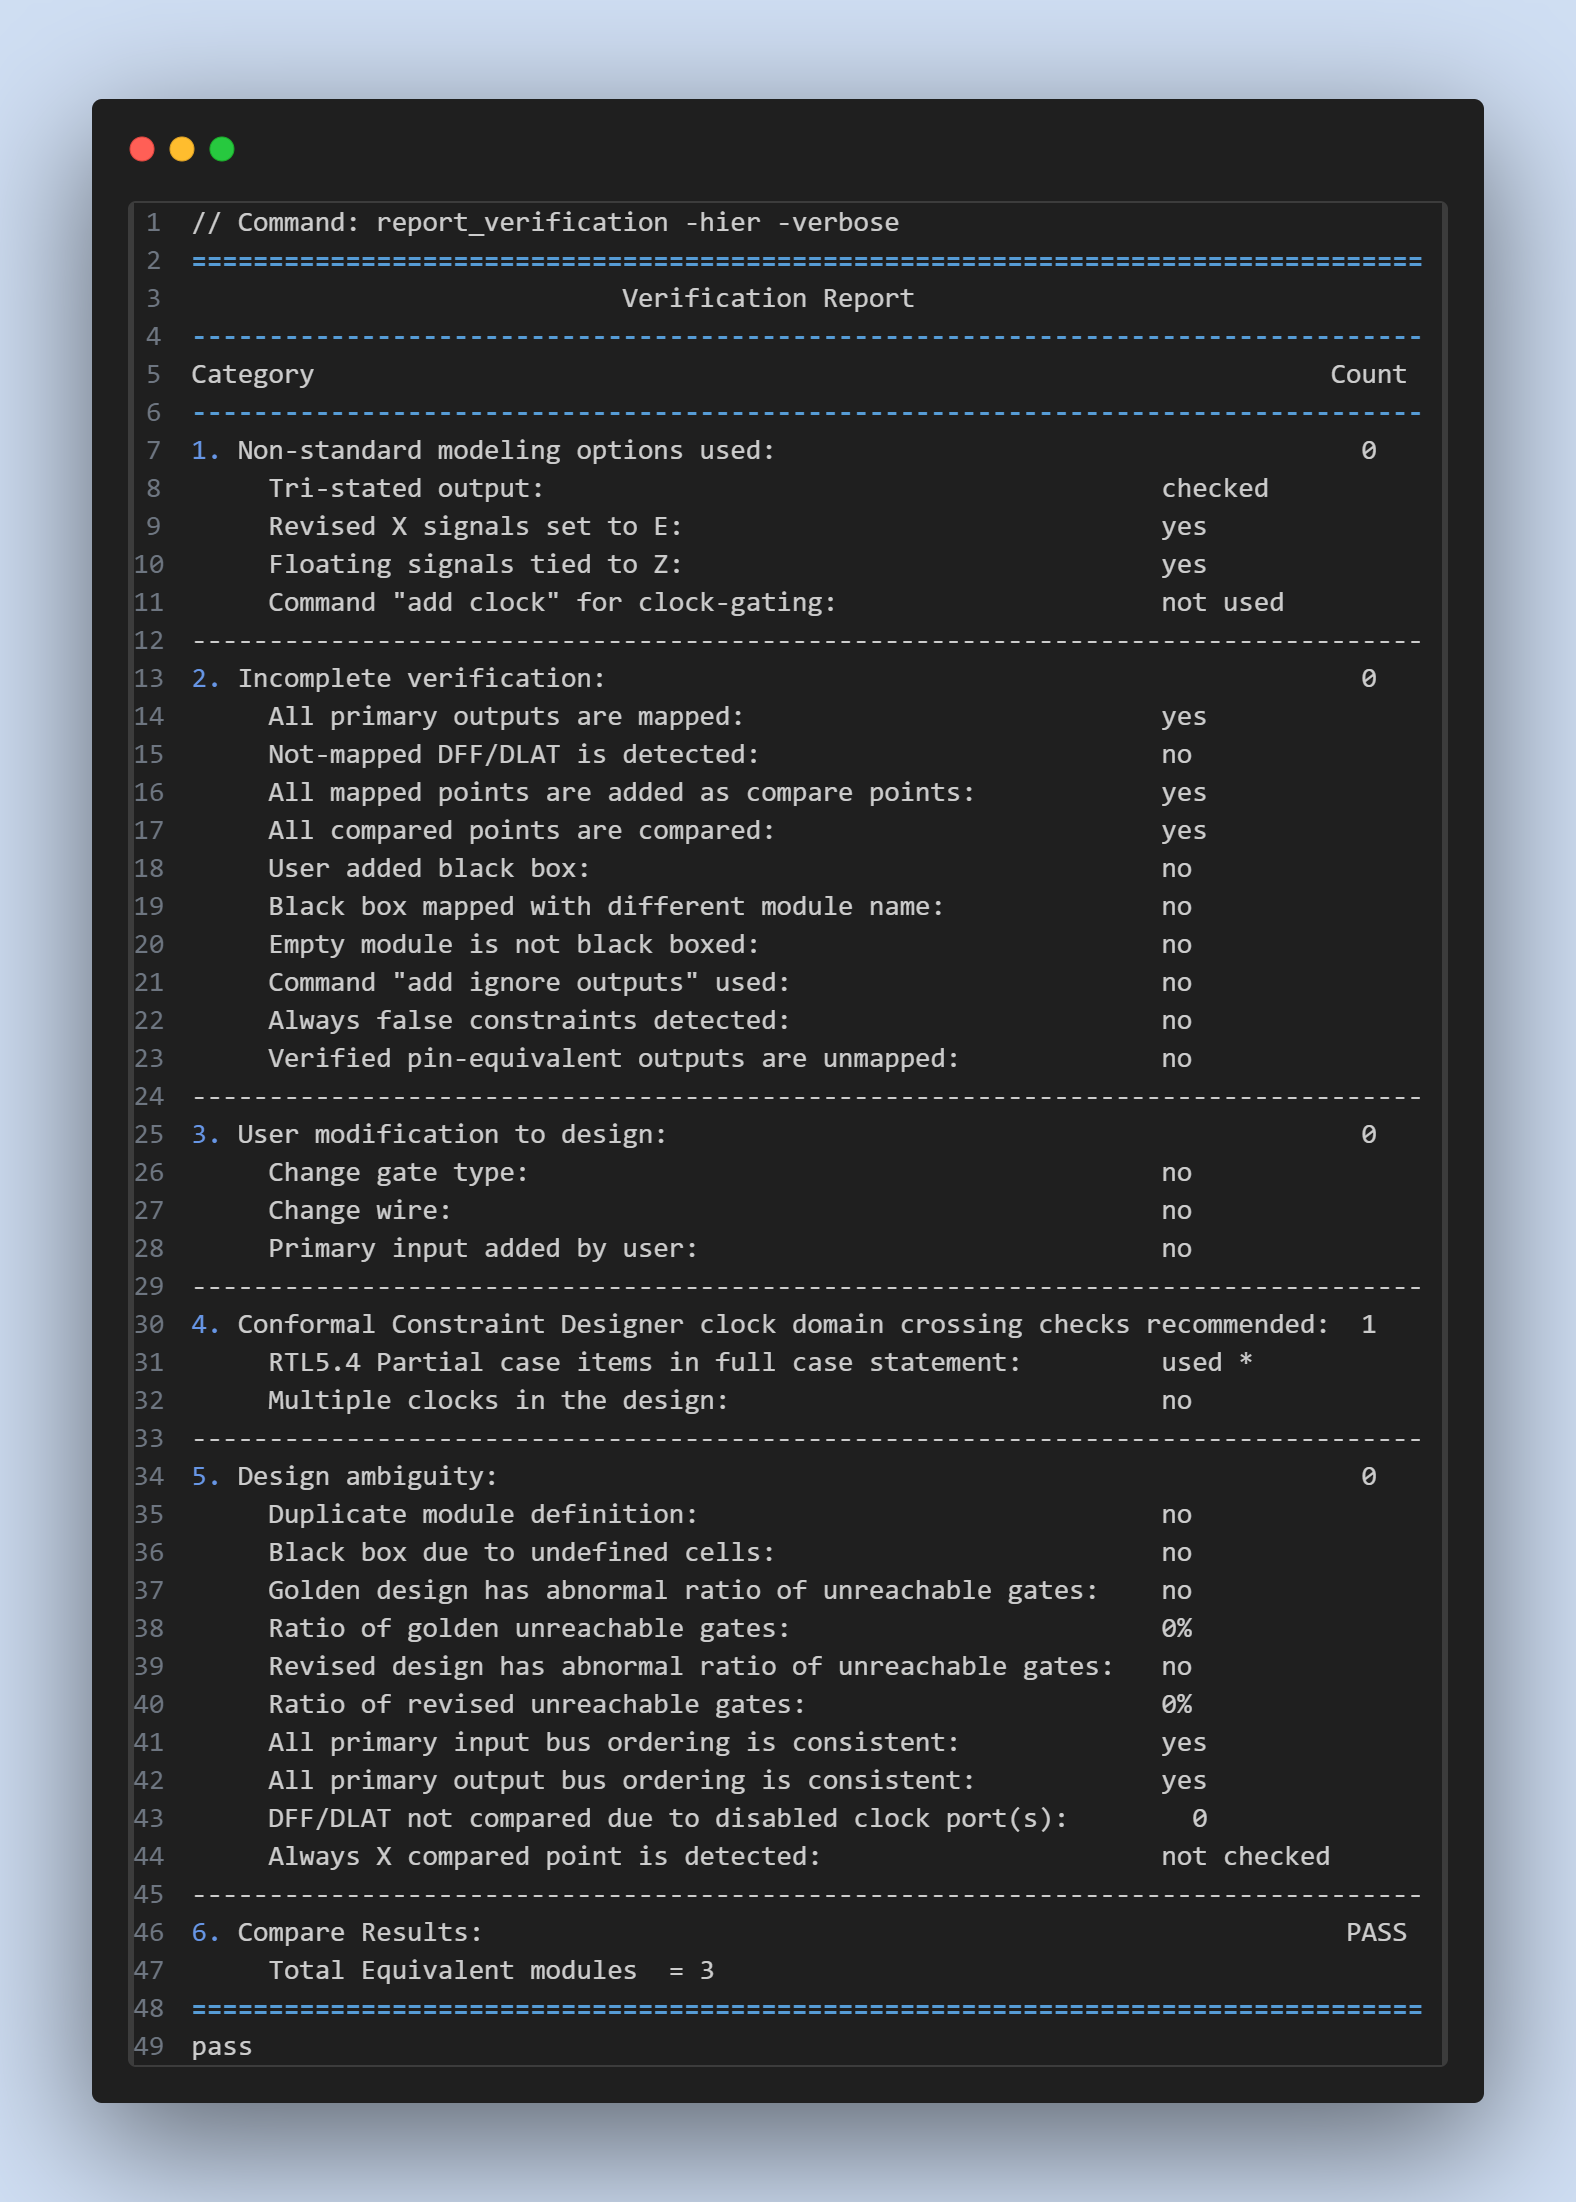 1 // Command: report_verification -hier -verbose
2 ================================================================================
3 Verification Report
4 --------------------------------------------------------------------------------
5 Category Count
6 --------------------------------------------------------------------------------
7 1. Non-standard modeling options used: 0
8 Tri-stated output: checked
9 Revised X signals set to E: yes
10 Floating signals tied to Z: yes
11 Command "add clock" for clock-gating: not used
12 --------------------------------------------------------------------------------
13 2. Incomplete verification: 0
14 All primary outputs are mapped: yes
15 Not-mapped DFF/DLAT is detected: no
16 All mapped points are added as compare points: yes
17 All compared points are compared: yes
18 User added black box: no
19 Black box mapped with different module name: no
20 Empty module is not black boxed: no
21 Command "add ignore outputs" used: no
22 Always false constraints detected: no
23 Verified pin-equivalent outputs are unmapped: no
24 --------------------------------------------------------------------------------
25 3. User modification to design: 0
26 Change gate type: no
27 Change wire: no
28 Primary input added by user: no
29 --------------------------------------------------------------------------------
30 4. Conformal Constraint Designer clock domain crossing checks recommended: 1
31 RTL5.4 Partial case items in full case statement: used *
32 Multiple clocks in the design: no
33 --------------------------------------------------------------------------------
34 5. Design ambiguity: 0
35 Duplicate module definition: no
36 Black box due to undefined cells: no
37 Golden design has abnormal ratio of unreachable gates: no
38 Ratio of golden unreachable gates: 0%
39 Revised design has abnormal ratio of unreachable gates: no
40 Ratio of revised unreachable gates: 0%
41 All primary input bus ordering is consistent: yes
42 All primary output bus ordering is consistent: yes
43 DFF/DLAT not compared due to disabled clock port(s): 0
44 Always X compared point is detected: not checked
45 --------------------------------------------------------------------------------
46 6. Compare Results: PASS
47 Total Equivalent modules = 3
48 ================================================================================
49 pass